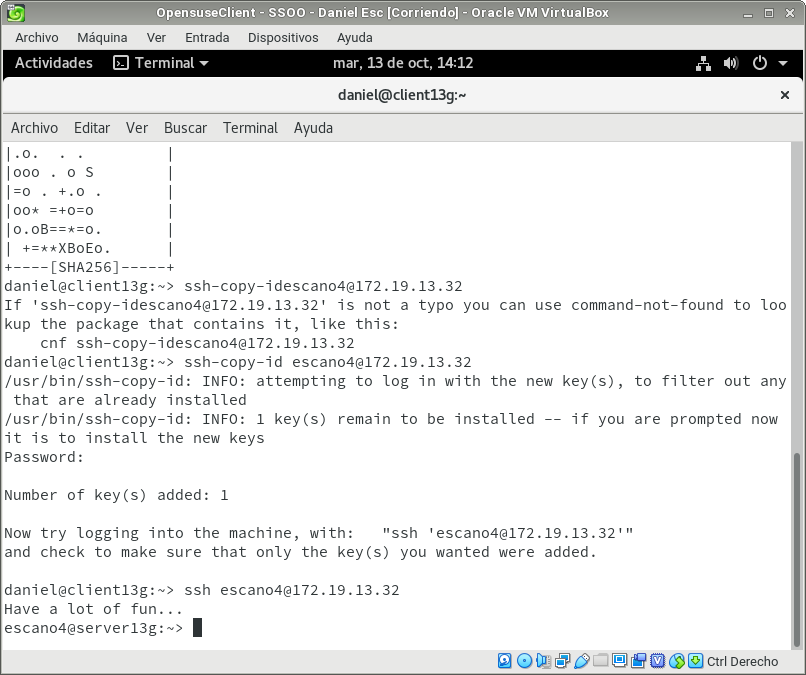 OpensuseClient - SSOO - Daniel Esc [Corriendo] - Oracle VM VirtualBox
Archivo Máquina Ver Entrada Dispositivos Ayuda
Actividades Terminal mar, 13 de oct, 14:12
daniel@client13g:~
Archivo Editar Ver Buscar Terminal Ayuda
|.o.  . .         |
|ooo . o S        |
|=o . +.o .       |
|oo* =+o=o        |
|o.oB==*=o.       |
| +=**XBoEo.      |
+----[SHA256]-----+
daniel@client13g:~> ssh-copy-idescano4@172.19.13.32
If 'ssh-copy-idescano4@172.19.13.32' is not a typo you can use command-not-found to loo
kup the package that contains it, like this:
    cnf ssh-copy-idescano4@172.19.13.32
daniel@client13g:~> ssh-copy-id escano4@172.19.13.32
/usr/bin/ssh-copy-id: INFO: attempting to log in with the new key(s), to filter out any
 that are already installed
/usr/bin/ssh-copy-id: INFO: 1 key(s) remain to be installed -- if you are prompted now
it is to install the new keys
Password:
Number of key(s) added: 1
Now try logging into the machine, with:   "ssh 'escano4@172.19.13.32'"
and check to make sure that only the key(s) you wanted were added.
daniel@client13g:~> ssh escano4@172.19.13.32
Have a lot of fun...
escano4@server13g:~>
Ctrl Derecho